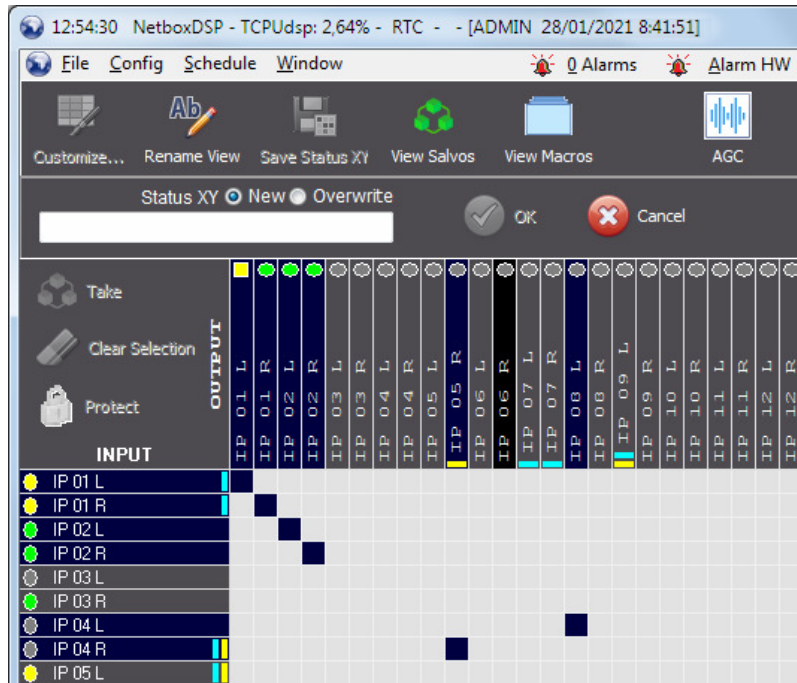 12:54:30 NetboxDSP - TCPUdsp: 2,64% - RTC - - [ADMIN 28/01/2021 8:41:51]
File Config Schedule Window 0 Alarms Alarm HW
Ab
Customize... Rename View Save Status XY View Salvos View Macros AGC
Status XY New Overwrite
OK Cancel
Take
Clear Selection
Protect
OUTPUT
INPUT
IP 01 L
IP 01 R
IP 02 L
IP 02 R
IP 03 L
IP 03 R
IP 04 L
IP 04 R
IP 05 L
IP 05 R
IP 06 L
IP 06 R
IP 07 L
IP 07 R
IP 08 L
IP 08 R
IP 09 L
IP 09 R
IP 10 L
IP 10 R
IP 11 L
IP 11 R
IP 12 L
IP 12 R
IP 01 L
IP 01 R
IP 02 L
IP 02 R
IP 03 L
IP 03 R
IP 04 L
IP 04 R
IP 05 L